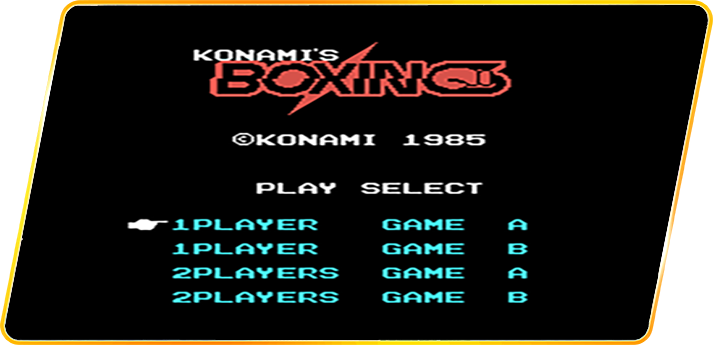 KONAMI'S
BOXING
©KONAMI 1985
PLAY SELECT
1PLAYER GAME A
1PLAYER GAME B
2PLAYERS GAME A
2PLAYERS GAME B